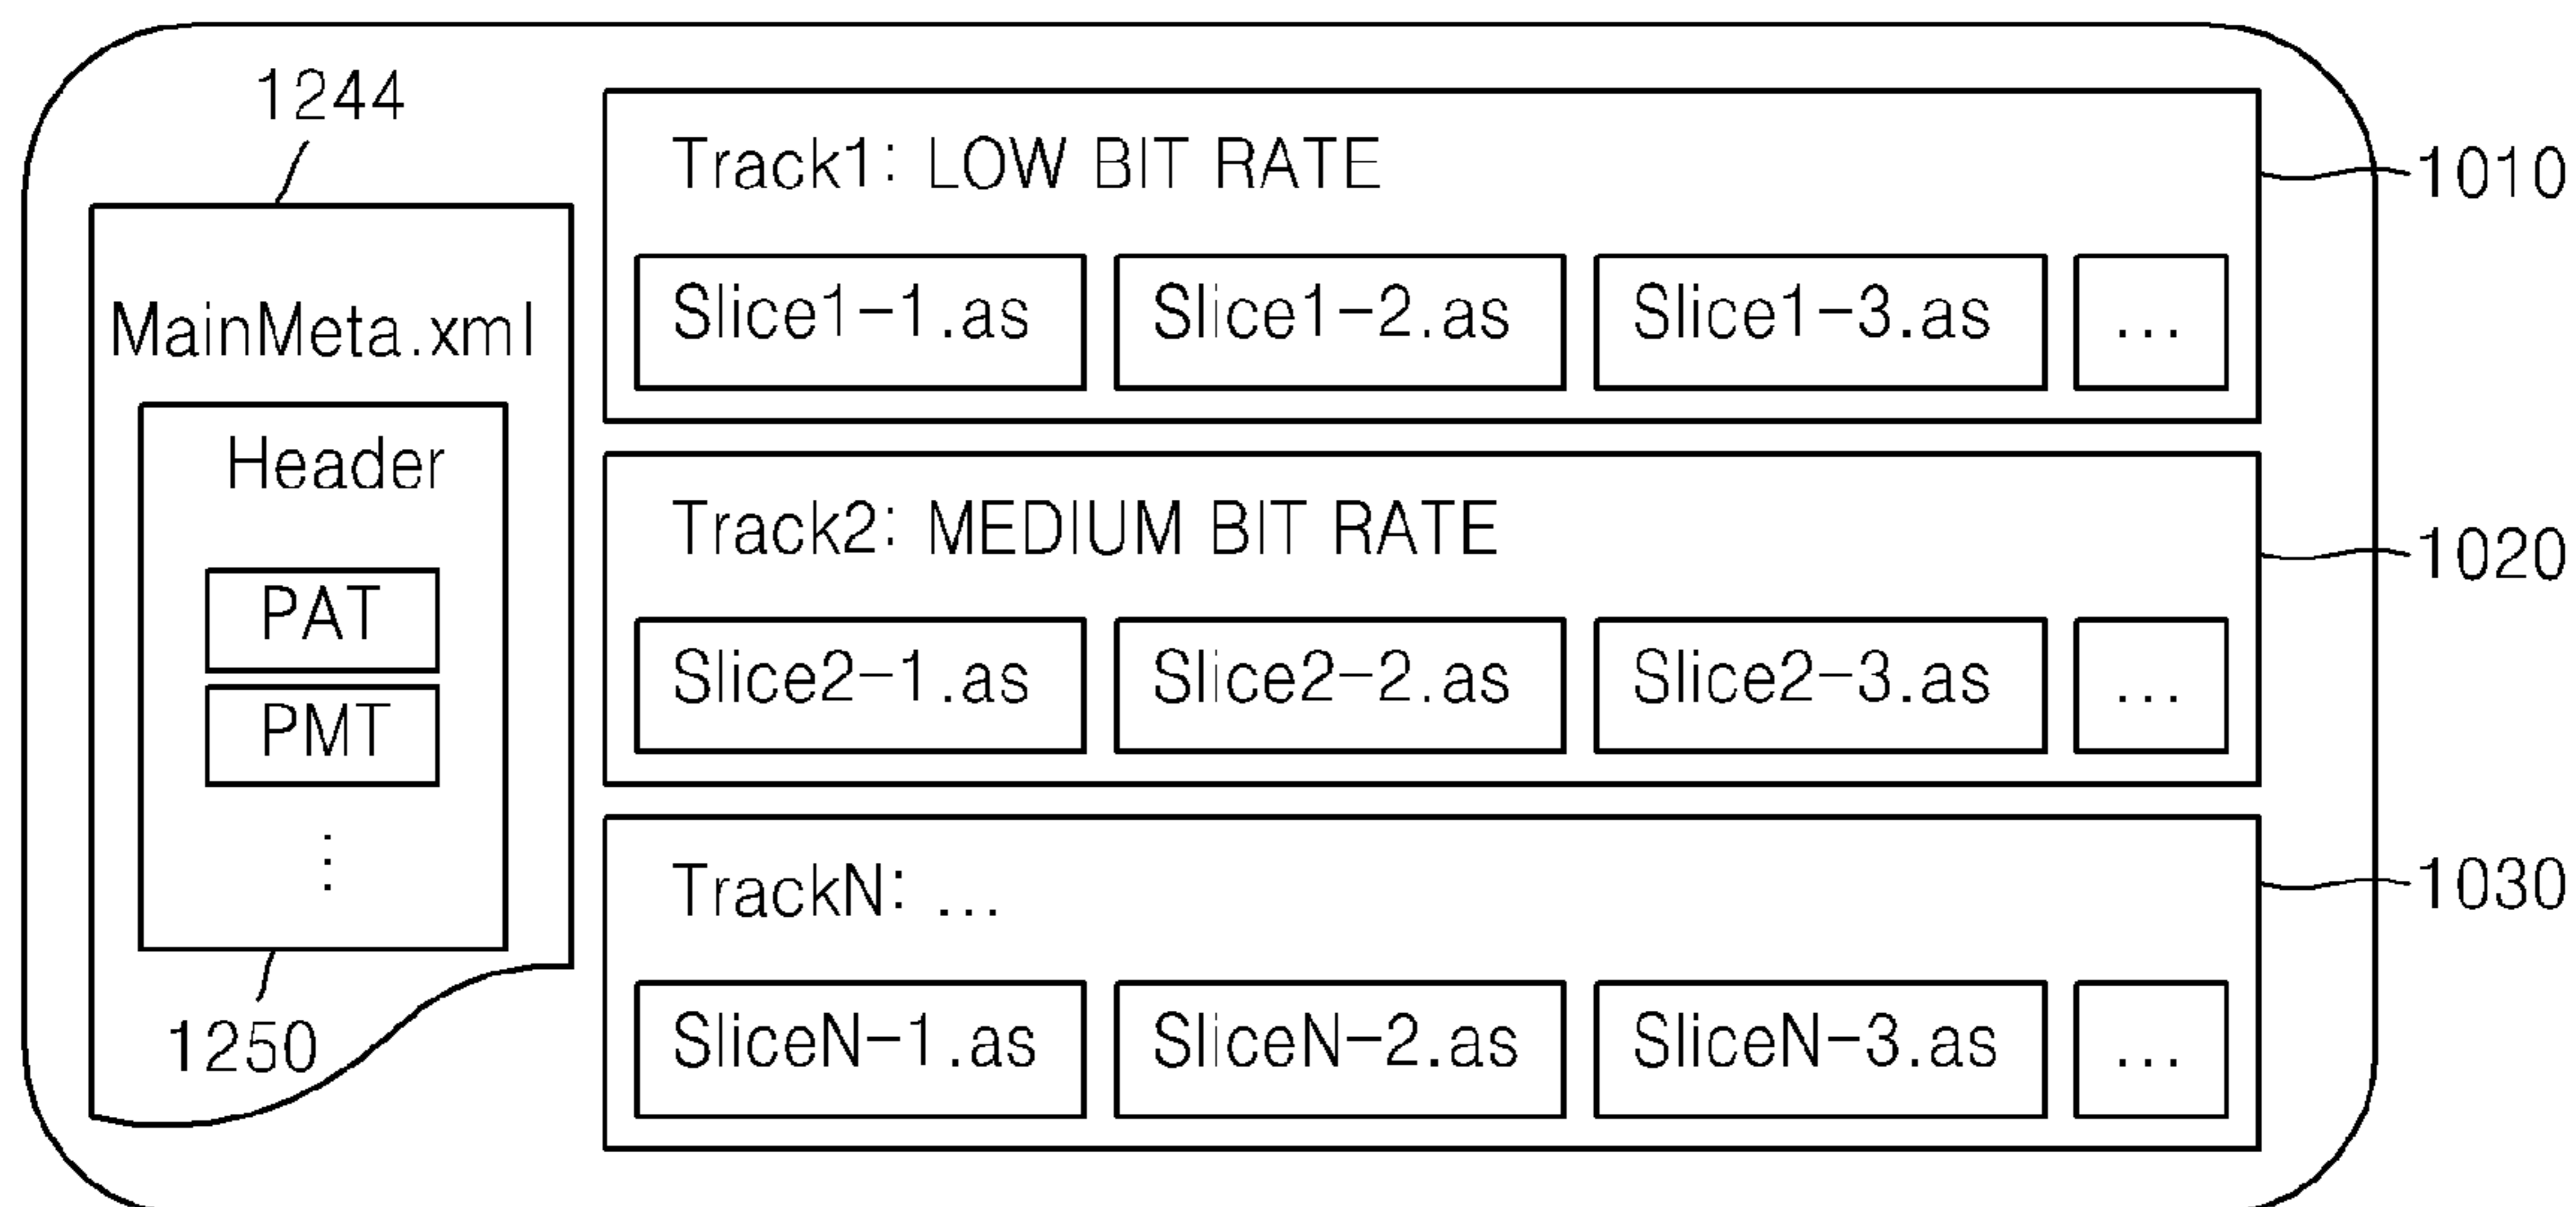 1244
MainMeta.xml
Header
PAT
PMT
⋮
1250
Track1: LOW BIT RATE
1010
Slice1-1.as
Slice1-2.as
Slice1-3.as
...
Track2: MEDIUM BIT RATE
1020
Slice2-1.as
Slice2-2.as
Slice2-3.as
...
TrackN: ...
1030
SliceN-1.as
SliceN-2.as
SliceN-3.as
...